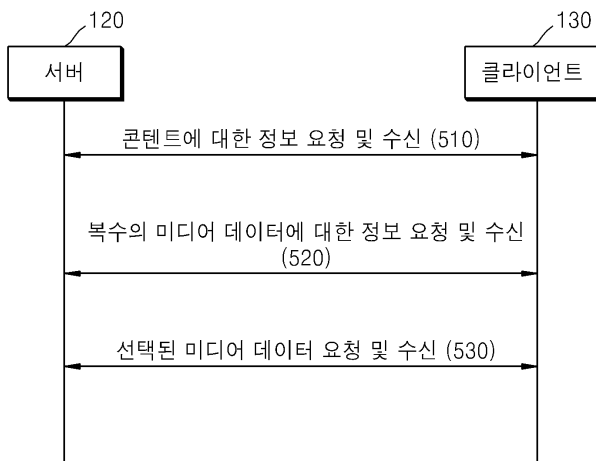 120
130
서버
클라이언트
콘텐트에 대한 정보 요청 및 수신 (510)
복수의 미디어 데이터에 대한 정보 요청 및 수신
(520)
선택된 미디어 데이터 요청 및 수신 (530)